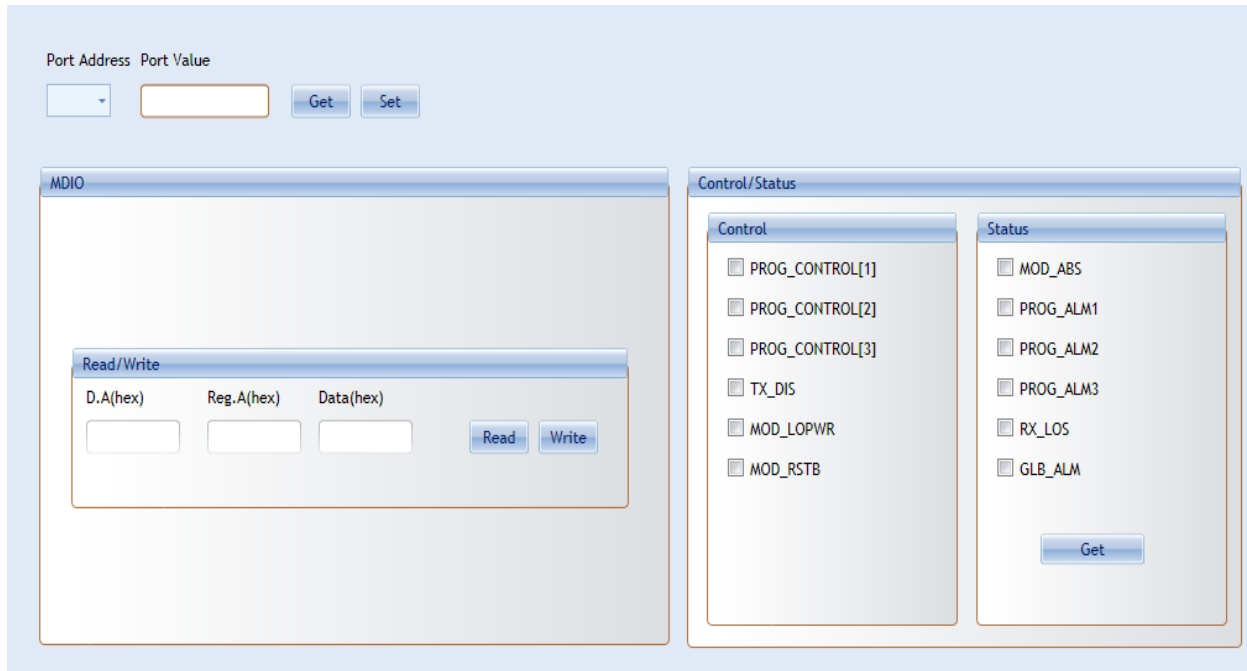 Port Address Port Value
Get Set
MDIO
Read/Write
D.A(hex) Reg.A(hex) Data(hex)
Read Write
Control/Status
Control
PROG_CONTROL[1]
PROG_CONTROL[2]
PROG_CONTROL[3]
TX_DIS
MOD_LOPWR
MOD_RSTB
Status
MOD_ABS
PROG_ALM1
PROG_ALM2
PROG_ALM3
RX_LOS
GLB_ALM
Get